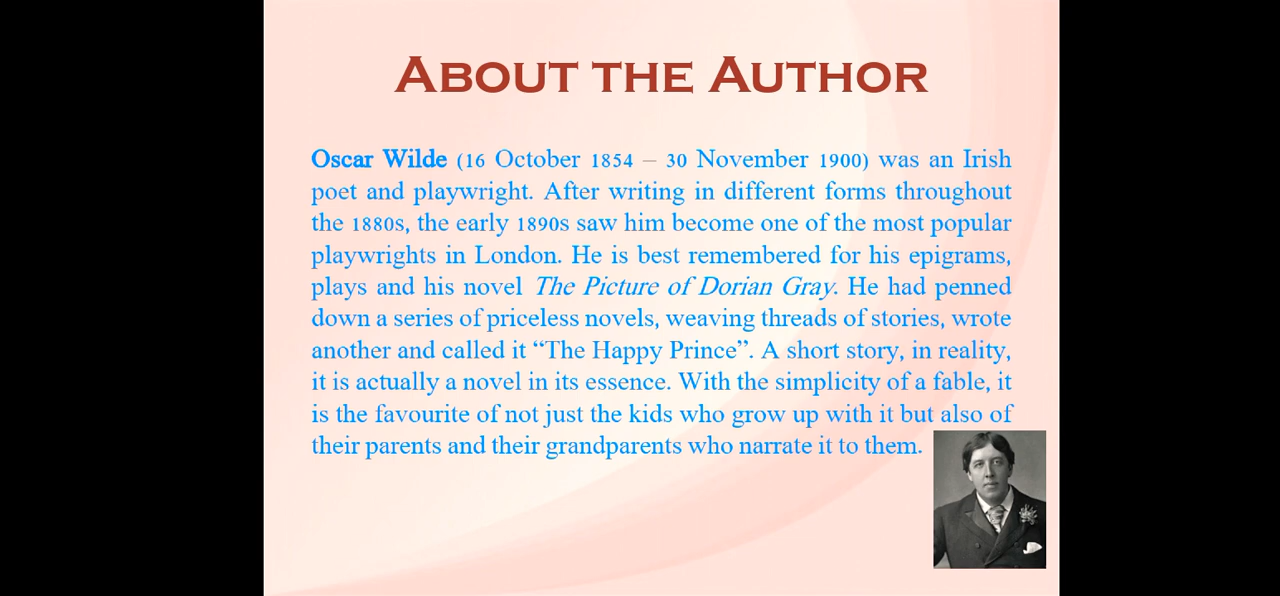 About the Author
Oscar Wilde (16 October 1854 – 30 November 1900) was an Irish
poet and playwright. After writing in different forms throughout
the 1880s, the early 1890s saw him become one of the most popular
playwrights in London. He is best remembered for his epigrams,
plays and his novel The Picture of Dorian Gray. He had penned
down a series of priceless novels, weaving threads of stories, wrote
another and called it “The Happy Prince”. A short story, in reality,
it is actually a novel in its essence. With the simplicity of a fable, it
is the favourite of not just the kids who grow up with it but also of
their parents and their grandparents who narrate it to them.